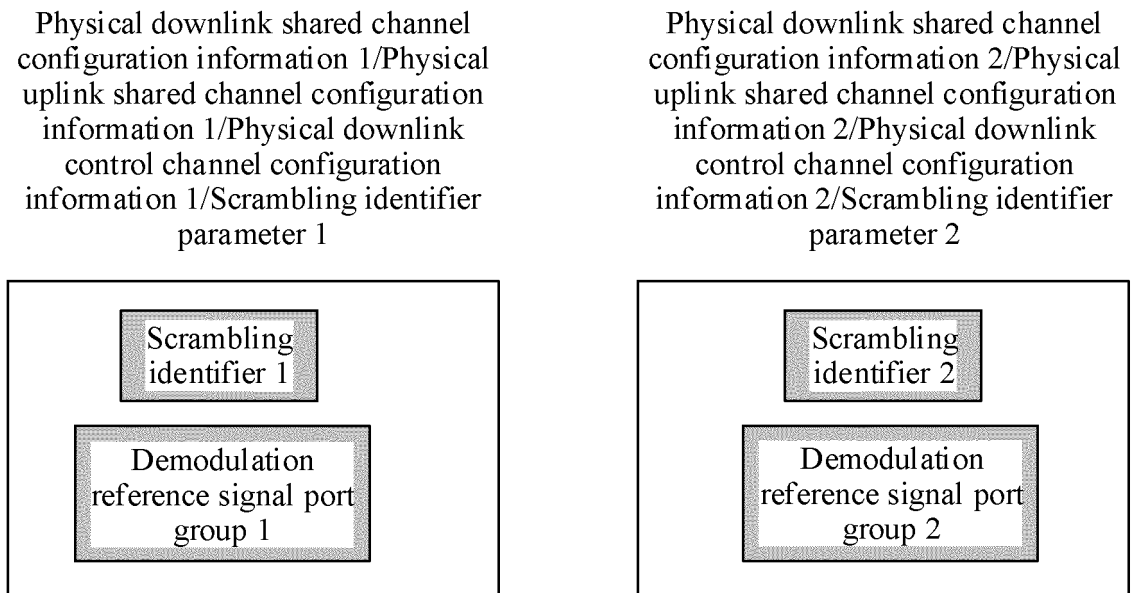 Physical downlink shared channel
configuration information 1/Physical
uplink shared channel configuration
information 1/Physical downlink
control channel configuration
information 1/Scrambling identifier
parameter 1
Scrambling
identifier 1
Demodulation
reference signal port
group 1
Physical downlink shared channel
configuration information 2/Physical
uplink shared channel configuration
information 2/Physical downlink
control channel configuration
information 2/Scrambling identifier
parameter 2
Scrambling
identifier 2
Demodulation
reference signal port
group 2